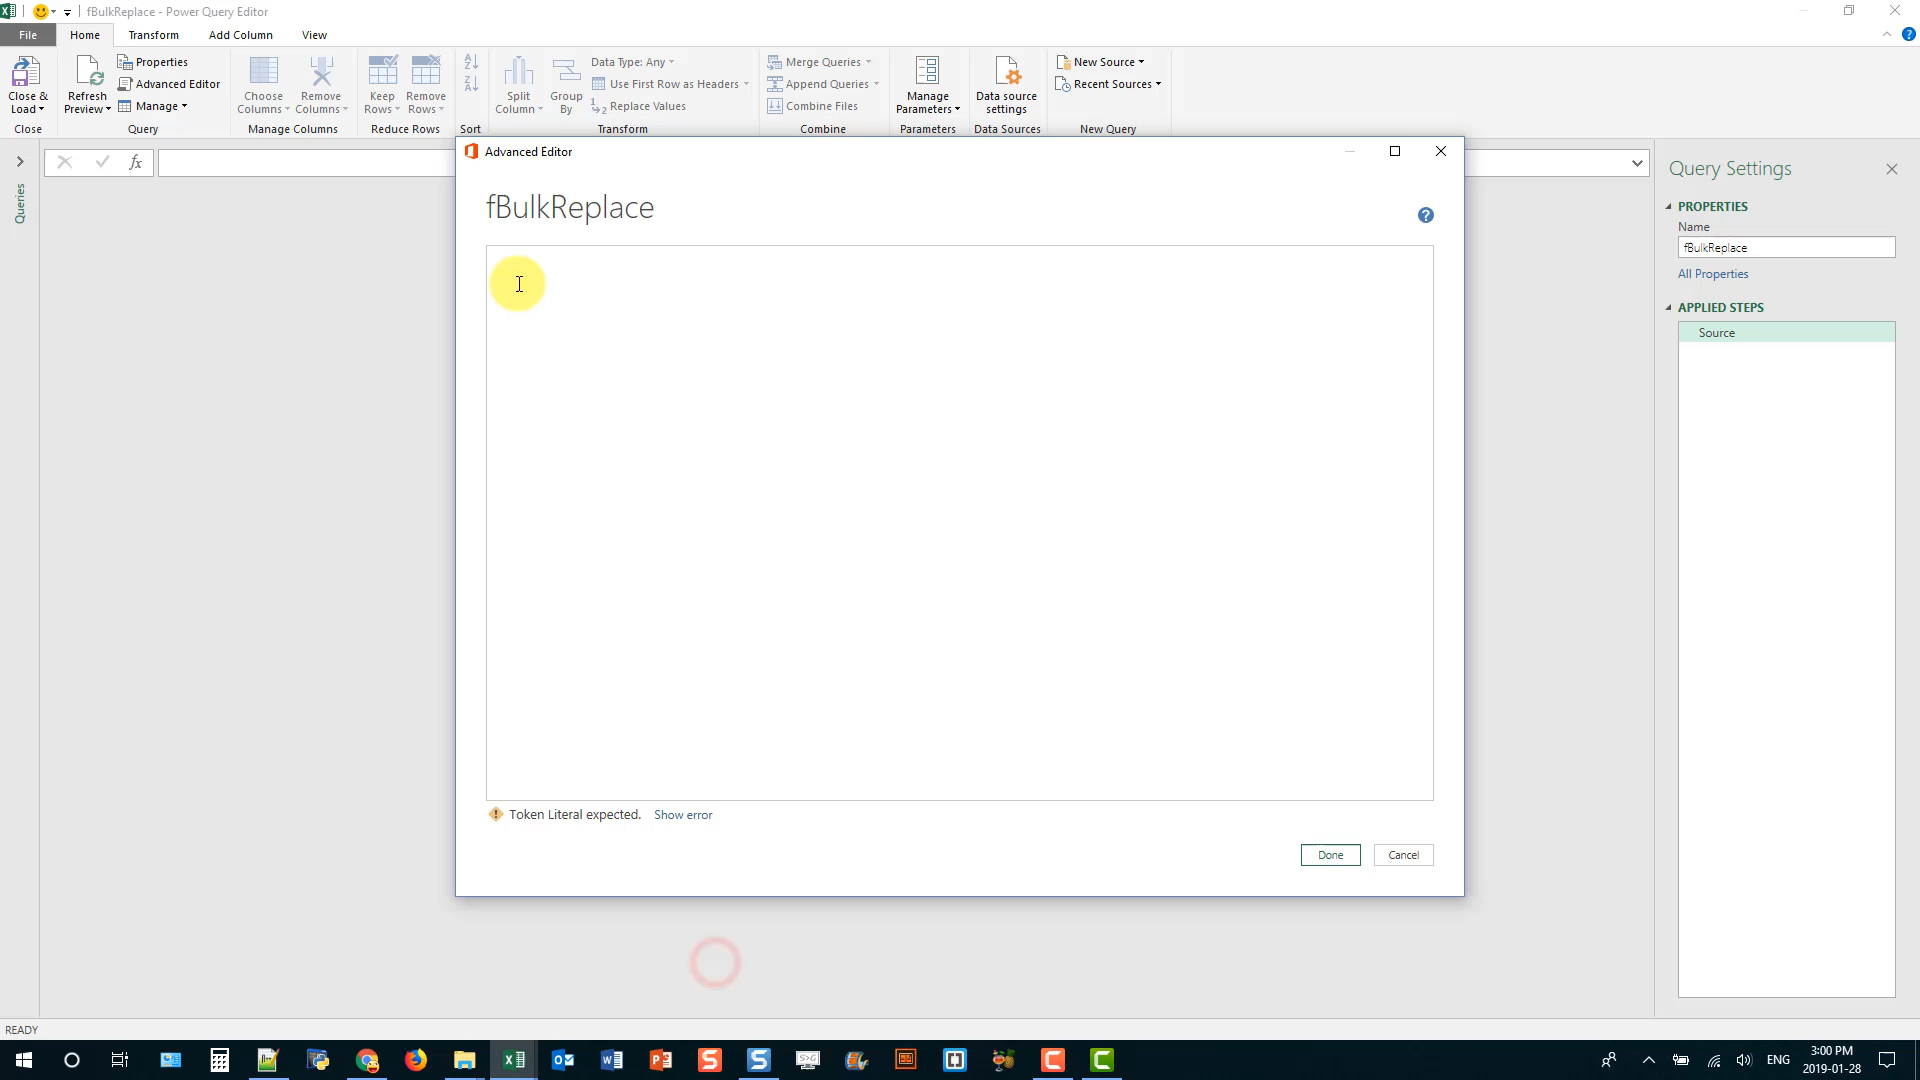 fBulkReplace - Power Query Editor
File Home Transform Add Column View
Close & Load
Refresh Preview
Properties
Advanced Editor
Manage
Choose Columns
Remove Columns
Keep Rows
Remove Rows
Split Column
Group By
Data Type: Any
Use First Row as Headers
Replace Values
Merge Queries
Append Queries
Combine Files
Manage Parameters
Data source settings
New Source
Recent Sources
Close Query Manage Columns Reduce Rows Sort Transform Combine Parameters Data Sources New Query
fx
Queries
Advanced Editor
fBulkReplace
Token Literal expected. Show error
Done Cancel
Query Settings
PROPERTIES
Name
fBulkReplace
All Properties
APPLIED STEPS
Source
READY
ENG
3:00 PM
2019-01-28